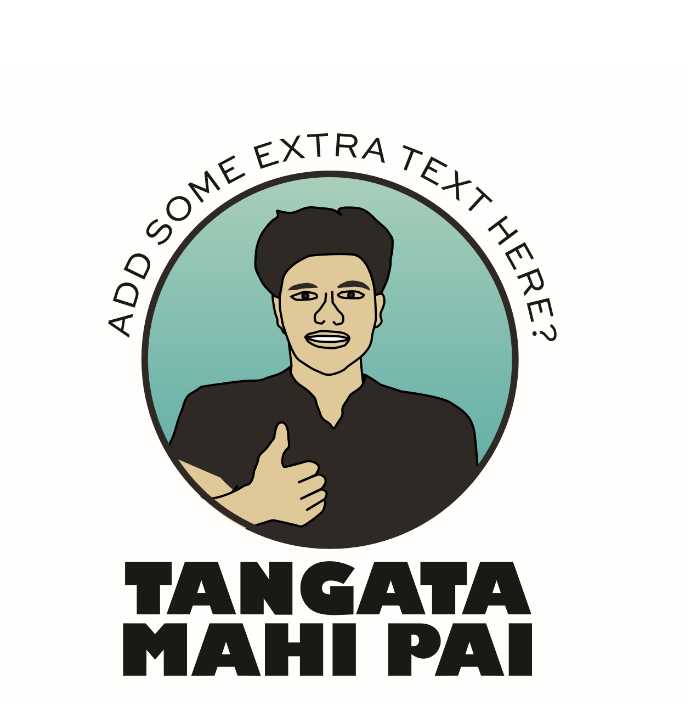 ADD SOME EXTRA TEXT HERE?
TANGATA
MAHI PAI